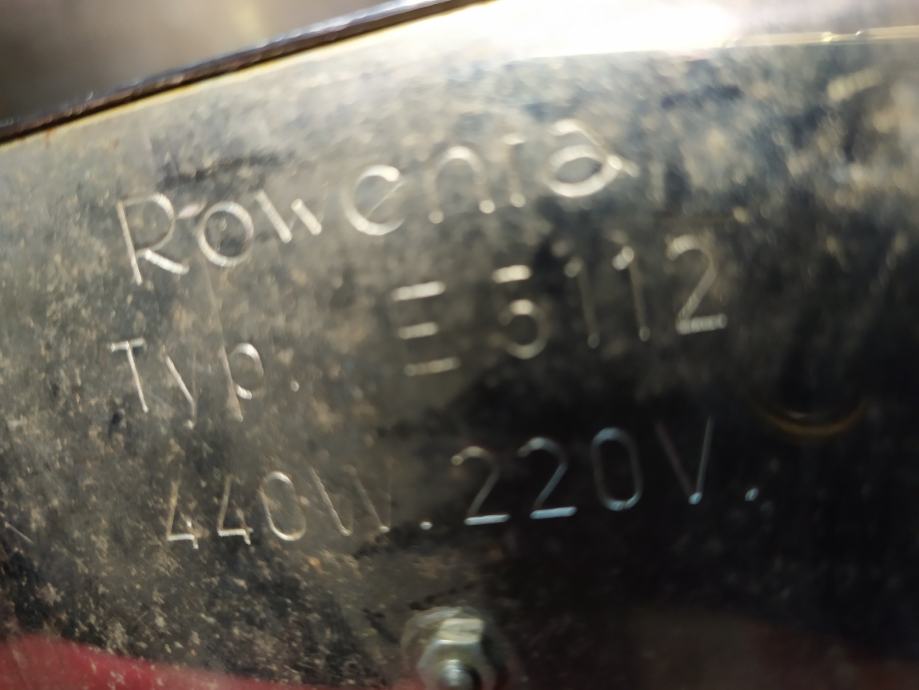 Rowenta
Typ. E 5112
440W. 220V.